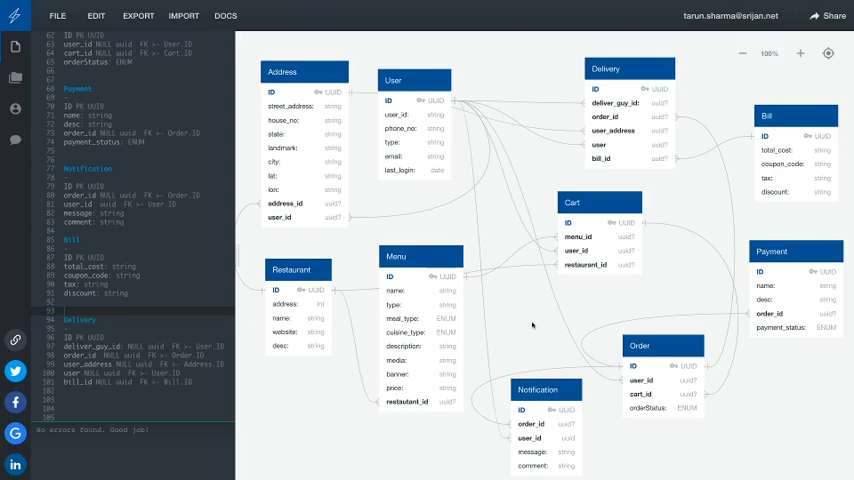 FILE EDIT EXPORT IMPORT DOCS tarun.sharma@srijan.net Share
62 ID PK UUID
63 user_id NULL uuid FK >- User.ID
64 cart_id NULL uuid FK >- Cart.ID
65 orderStatus: ENUM
66
67
68 Payment
69 -
70 ID PK UUID
71 name: string
72 desc: string
73 order_id NULL uuid FK >- Order.ID
74 payment_status: ENUM
75
76
77 Notification
78 -
79 ID PK UUID
80 order_id NULL uuid FK >- Order.ID
81 user_id uuid FK >- User.ID
82 message: string
83 comment: string
84
85 Bill
86 -
87 ID PK UUID
88 total_cost: string
89 coupon_code: string
90 tax: string
91 discount: string
92
93
94 Delivery
95 -
96 ID PK UUID
97 deliver_guy_id: NULL uuid FK >- User.ID
98 order_id NULL uuid FK >- Order.ID
99 user_address NULL uuid FK >- Address.ID
100 user NULL uuid FK >- User.ID
101 bill_id NULL uuid FK >- Bill.ID
102
103
104
105
No errors found. Good job!
100%
Address
ID UUID
street_address: string
house_no: string
state: string
landmark: string
city: string
lat: string
lon: string
address_id uuid?
user_id uuid?
User
ID UUID
user_id: string
phone_no: string
type: string
email: string
last_login: date
Delivery
ID UUID
deliver_guy_id: uuid?
order_id uuid?
user_address uuid?
user uuid?
bill_id uuid?
Bill
ID UUID
total_cost: string
coupon_code: string
tax: string
discount: string
Cart
ID UUID
menu_id uuid?
user_id uuid?
restaurant_id uuid?
Restaurant
ID UUID
address: int
name: string
website: string
desc: string
Menu
ID UUID
name: string
type: string
meal_type: ENUM
cuisine_type: ENUM
description: string
media: string
banner: string
price: string
restautant_id uuid?
Payment
ID UUID
name: string
desc: string
order_id uuid?
payment_status: ENUM
Order
ID UUID
user_id uuid?
cart_id uuid?
orderStatus: ENUM
Notification
ID UUID
order_id uuid?
user_id uuid
message: string
comment: string